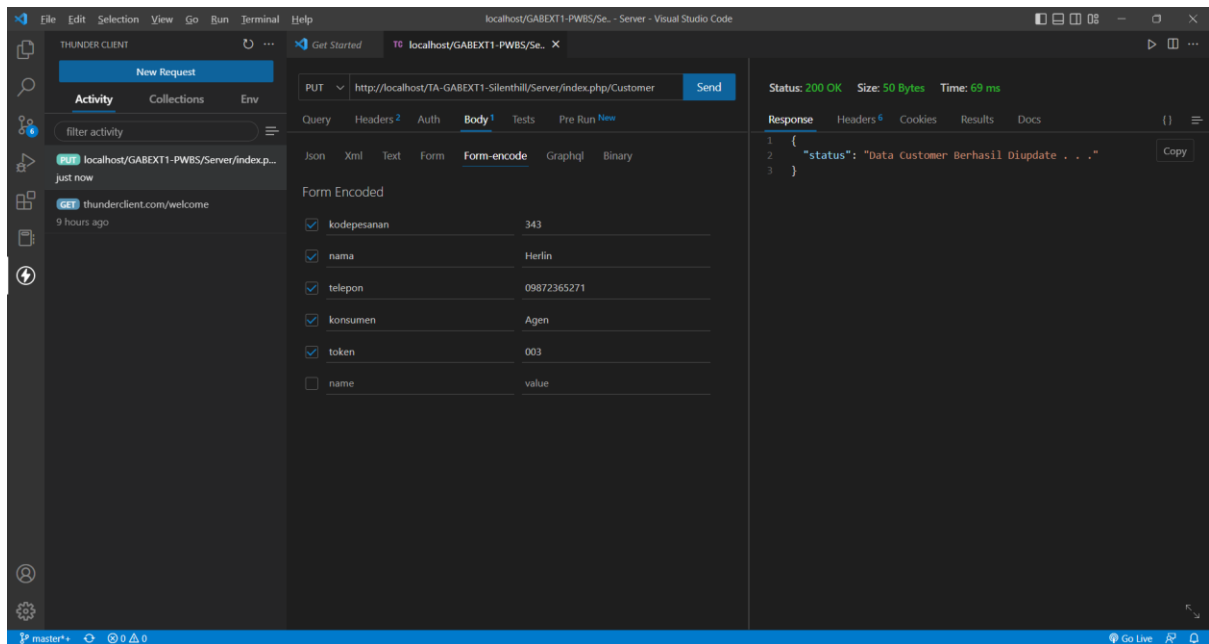 File Edit Selection View Go Run Terminal Help localhost/GABEXT1-PWBS/Se.. - Server - Visual Studio Code
THUNDER CLIENT
New Request
Activity Collections Env
filter activity
PUT localhost/GABEXT1-PWBS/Server/index.p...
just now
GET thunderclient.com/welcome
9 hours ago
6
Get Started TC localhost/GABEXT1-PWBS/Se..
PUT http://localhost/TA-GABEXT1-Silenthill/Server/index.php/Customer Send
Query Headers 2 Auth Body 1 Tests Pre Run New
Json Xml Text Form Form-encode Graphql Binary
Form Encoded
kodepesanan 343
nama Herlin
telepon 09872365271
konsumen Agen
token 003
name value
Status: 200 OK Size: 50 Bytes Time: 69 ms
Response Headers 6 Cookies Results Docs { }
1 {
2 "status": "Data Customer Berhasil Diupdate . . ."
3 }
Copy
master*+ 0 0 Go Live